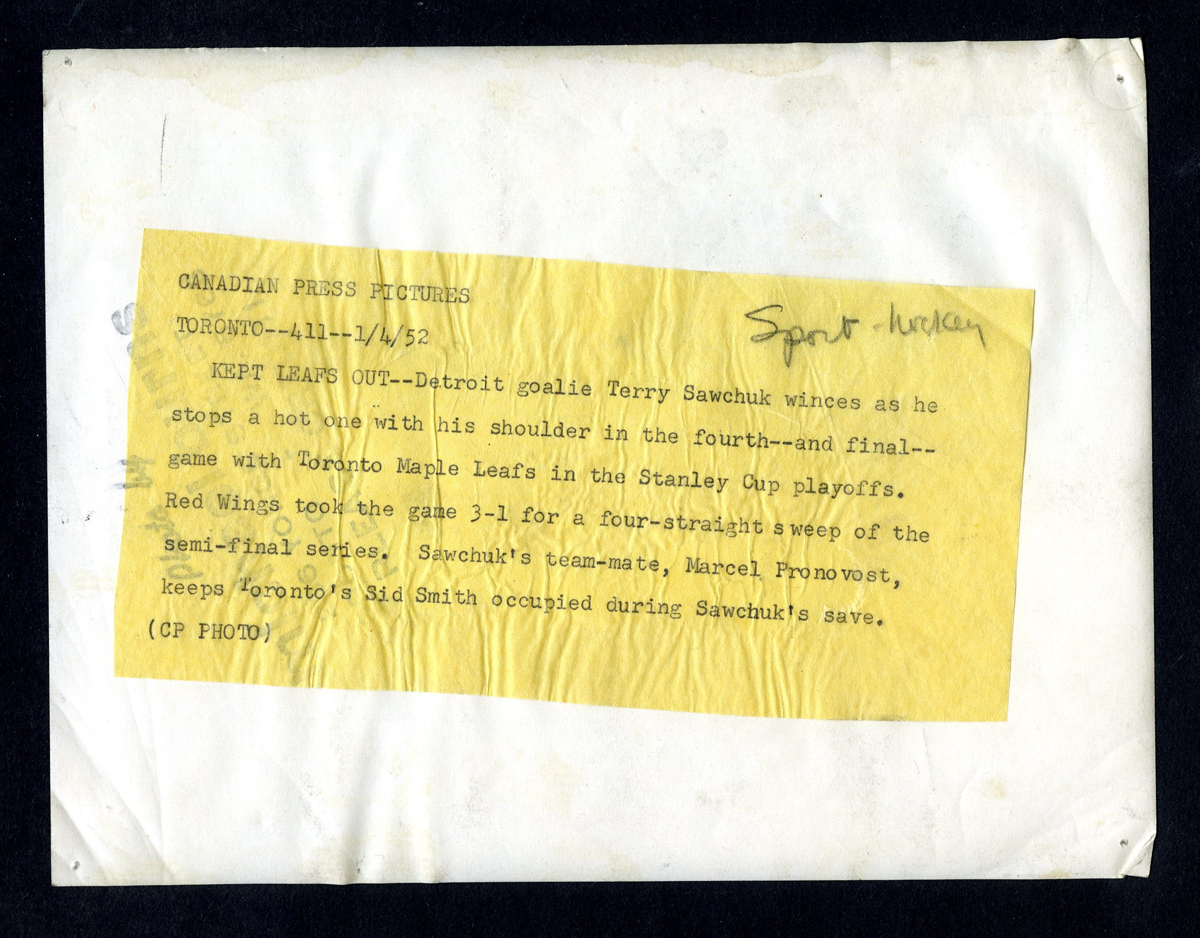 CANADIAN PRESS PICTURES
Sport - hockey
TORONTO--411--1/4/52
KEPT LEAFS OUT--Detroit goalie Terry Sawchuk winces as he
stops a hot one with his shoulder in the fourth--and final--
game with Toronto Maple Leafs in the Stanley Cup playoffs.
Red Wings took the game 3-1 for a four-straight sweep of the
semi-final series. Sawchuk's team-mate, Marcel Pronovost,
keeps Toronto's Sid Smith occupied during Sawchuk's save.
(CP PHOTO)